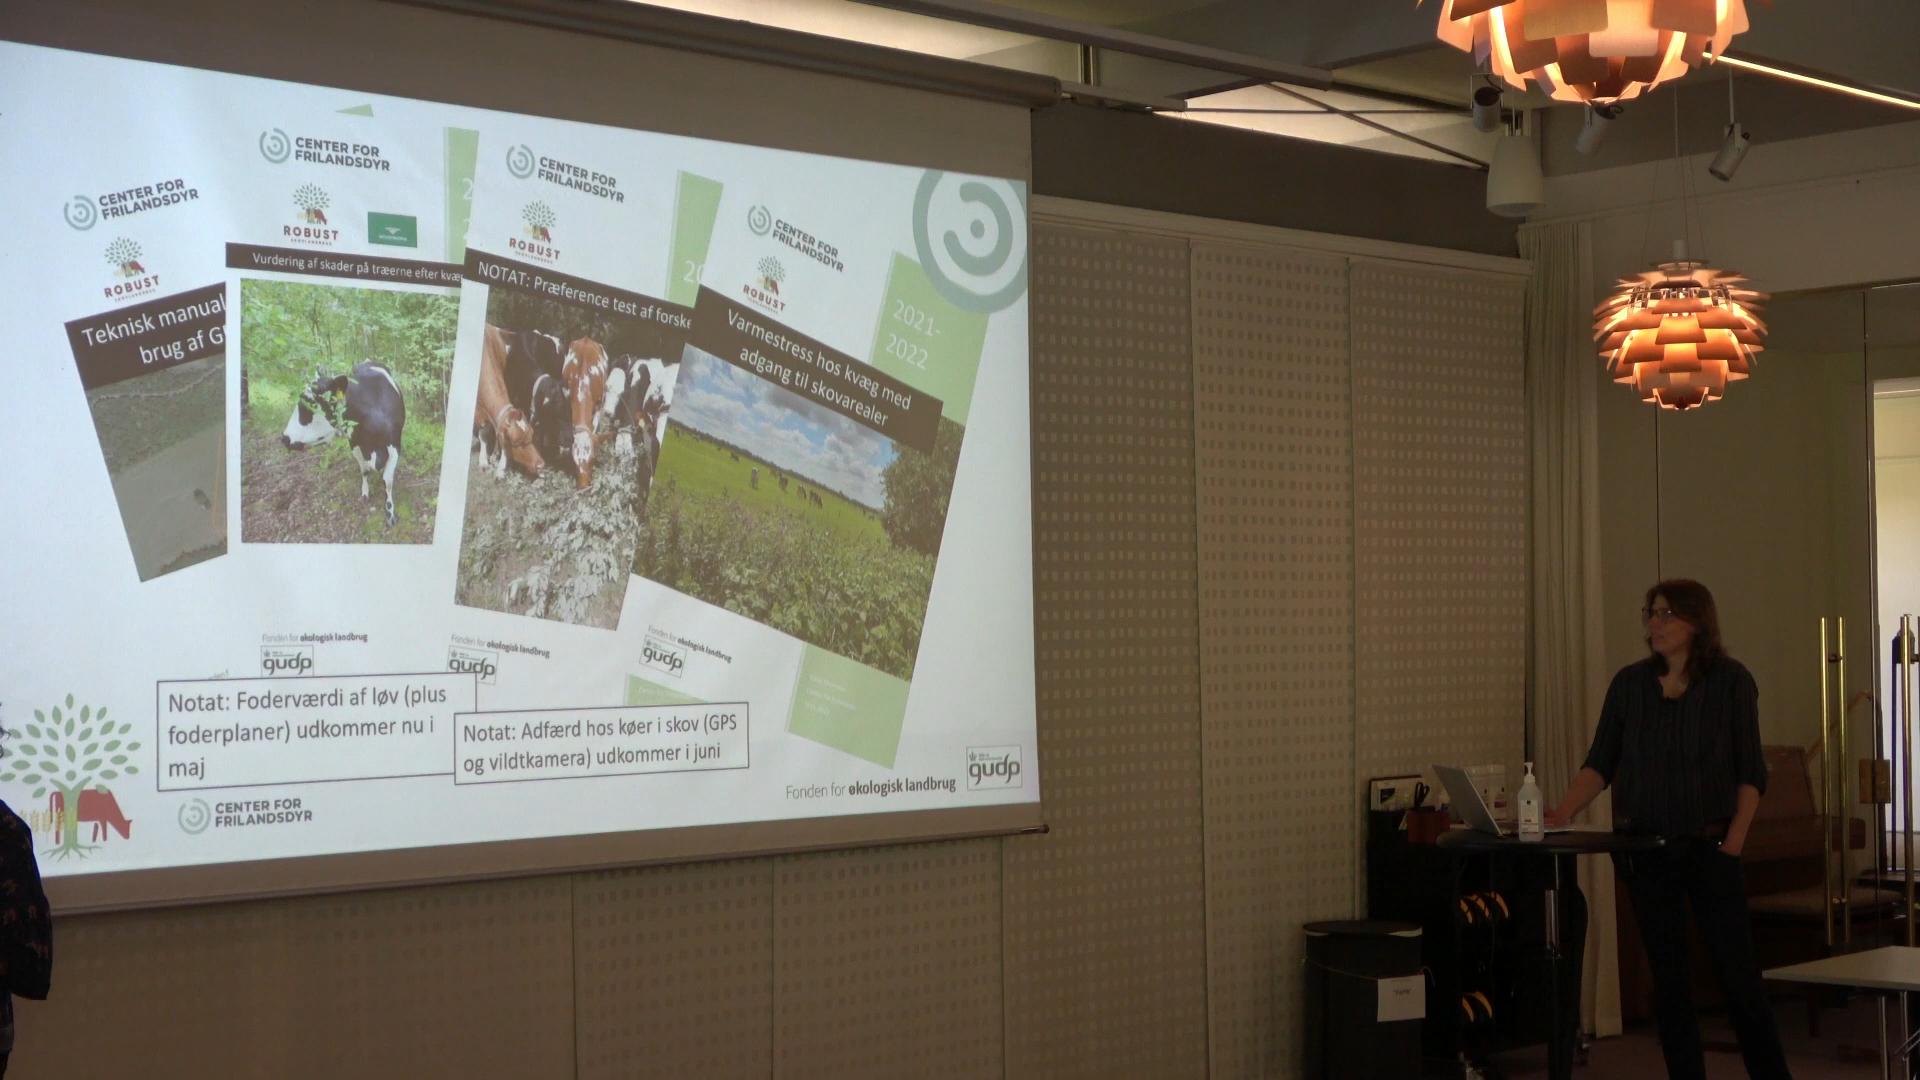 CENTER FOR
FRILANDSDYR
ROBUST
Teknisk manual
brug af
CENTER FOR
FRILANDSDYR
ROBUST
Vurdering af skader på træerne efter
CENTER FOR
FRILANDSDYR
ROBUST
NOTAT: Præference test af
CENTER FOR
FRILANDSDYR
ROBUST
2021-
2022
Varmestress hos kvæg med
adgang til skovarealer
Fonden for økologisk landbrug
gudp
Fonden for økologisk landbrug
gudp
Fonden for økologisk landbrug
gudp
Notat: Foderværdi af løv (plus
foderplaner) udkommer nu i
maj
Notat: Adfærd hos køer i skov (GPS
og vildtkamera) udkommer i juni
CENTER FOR
FRILANDSDYR
Fonden for økologisk landbrug
gudp